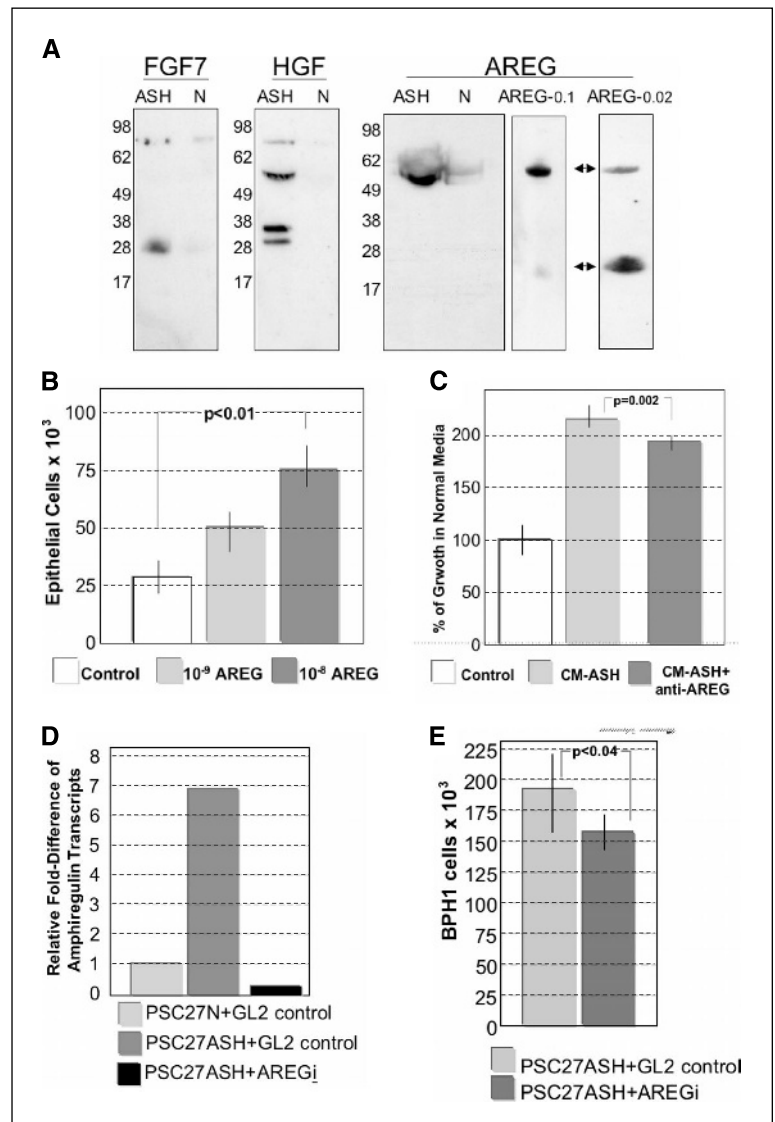 A
FGF7 HGF AREG
ASH N ASH N ASH N AREG-0.1 AREG-0.02
98 98 98
62 62 62
49 49 49
38 38 38
28 28 28
17 17 17
B
Epithelial Cells x 10³
100
75
50
25
0
p<0.01
Control 10⁻⁹ AREG 10⁻⁸ AREG
C
% of Grwoth in Normal Media
200
150
100
50
0
p=0.002
Control CM-ASH CM-ASH+
anti-AREG
D
Relative Fold-Difference of
Amphiregulin Transcripts
8
7
6
5
4
3
2
1
0
PSC27N+GL2 control
PSC27ASH+GL2 control
PSC27ASH+AREGi
E
BPH1 cells x 10³
225
200
175
150
125
100
75
50
25
0
p<0.04
PSC27ASH+GL2 control
PSC27ASH+AREGi